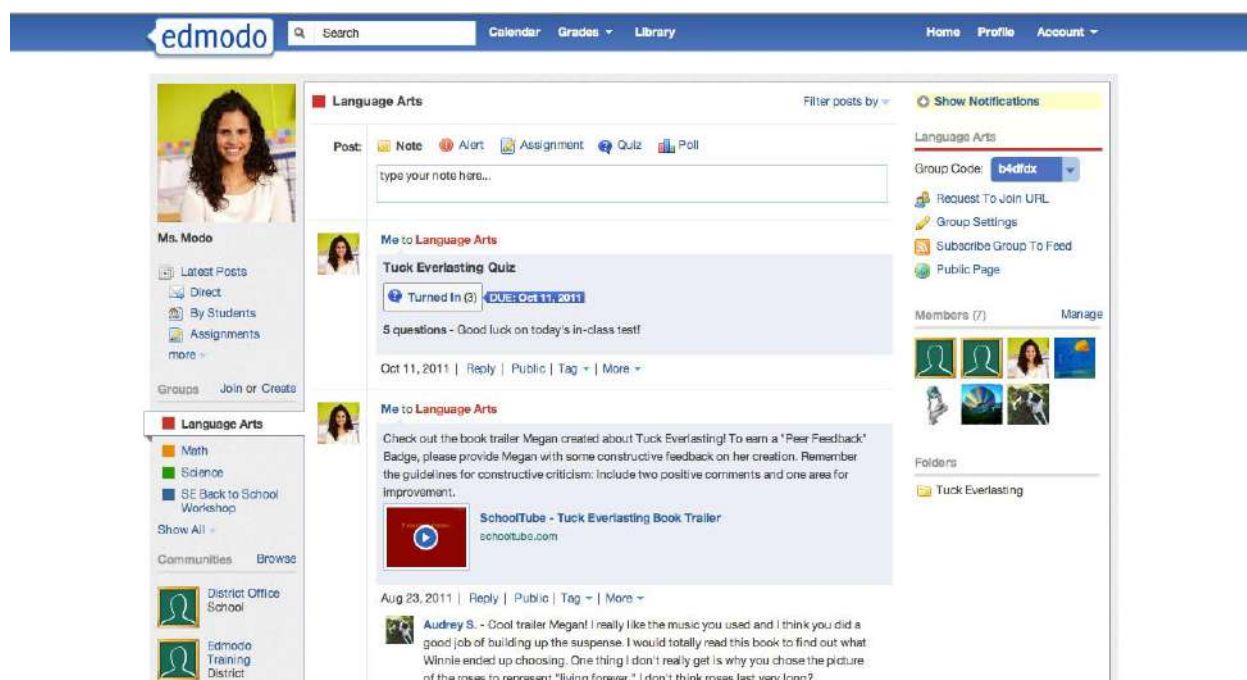 edmodo
Search
Calendar Grades Library
Home Profile Account
Ms. Modo
Latest Posts
Direct
By Students
Assignments
more
Groups Join or Create
Language Arts
Math
Science
SE Back to School
Workshop
Show All
Communities Browse
District Office
School
Edmodo
Training
District
Language Arts
Filter posts by
Post: Note Alert Assignment Quiz Poll
type your note here...
Me to Language Arts
Tuck Everlasting Quiz
Turned In (3) DUE: Oct 11, 2011
5 questions - Good luck on today's in-class test!
Oct 11, 2011 | Reply | Public | Tag | More
Me to Language Arts
Check out the book trailer Megan created about Tuck Everlasting! To earn a "Peer Feedback"
Badge, please provide Megan with some constructive feedback on her creation. Remember
the guidelines for constructive criticism: Include two positive comments and one area for
improvement.
SchoolTube - Tuck Everlasting Book Trailer
schooltube.com
Aug 23, 2011 | Reply | Public | Tag | More
Audrey S. - Cool trailer Megan! I really like the music you used and I think you did a
good job of building up the suspense. I would totally read this book to find out what
Winnie ended up choosing. One thing I don't really get is why you chose the picture
of the roses to represent "living forever." I don't think roses last very long?
Show Notifications
Language Arts
Group Code: b4dfdx
Request To Join URL
Group Settings
Subscribe Group To Feed
Public Page
Members (7) Manage
Folders
Tuck Everlasting